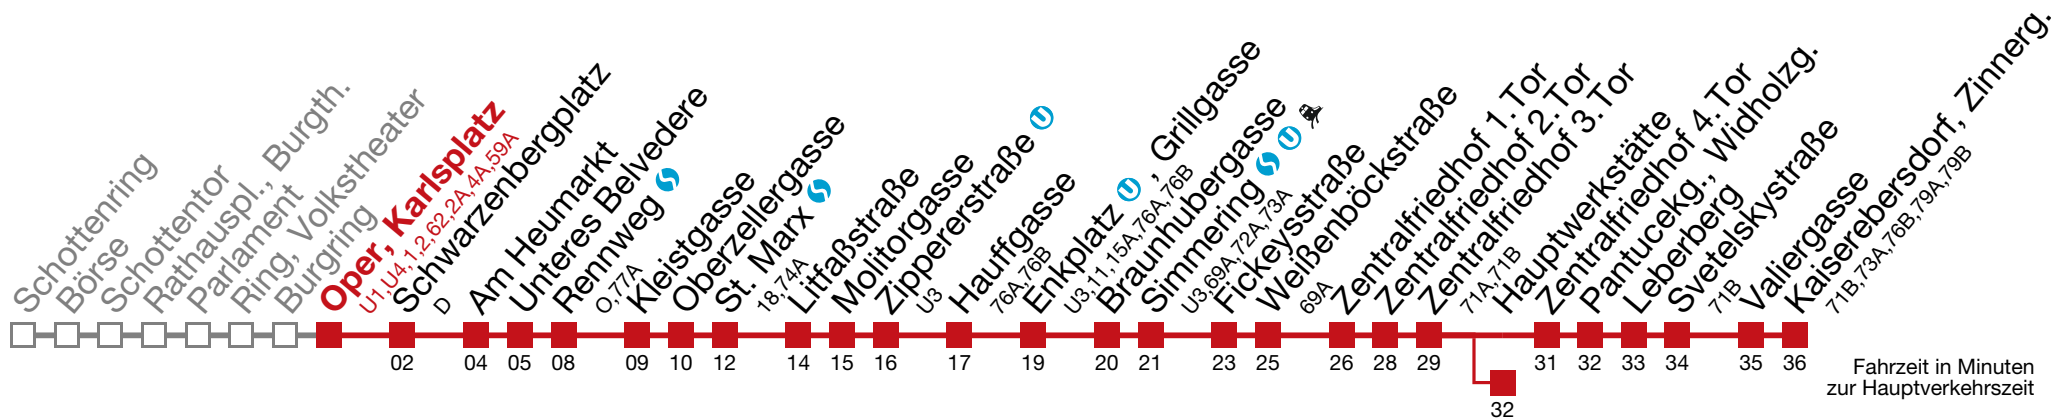 Schottenring
Börse
Schottentor
Rathauspl., Burgth.
Parlament
Ring, Volkstheater
Burgring
Oper, Karlsplatz
U1,U4,1,2,62,2A,4A,59A
Schwarzenbergplatz
D
Am Heumarkt
Unteres Belvedere
Rennweg S
O,77A
Kleistgasse
Oberzellergasse
St. Marx S
18,74A
Litfaßstraße
Molitorgasse
Zippererstraße U
U3
Hauffgasse
76A,76B
Enkplatz U , Grillgasse
U3,11,15A,76A,76B
Braunhubergasse
Simmering S U
U3,69A,72A,73A
Fickeysstraße
Weißenböckstraße
69A
Zentralfriedhof 1. Tor
Zentralfriedhof 2. Tor
Zentralfriedhof 3. Tor
71A,71B
Hauptwerkstätte
Zentralfriedhof 4. Tor
Pantucekg., Widholzg.
Leberberg
Svetelskystraße
71B
Valiergasse
Kaiserebersdorf, Zinnerg.
71B,73A,76B,79A,79B
02 04 05 08 09 10 12 14 15 16 17 19 20 21 23 25 26 28 29 31 32 33 34 35 36
32
Fahrzeit in Minuten
zur Hauptverkehrszeit